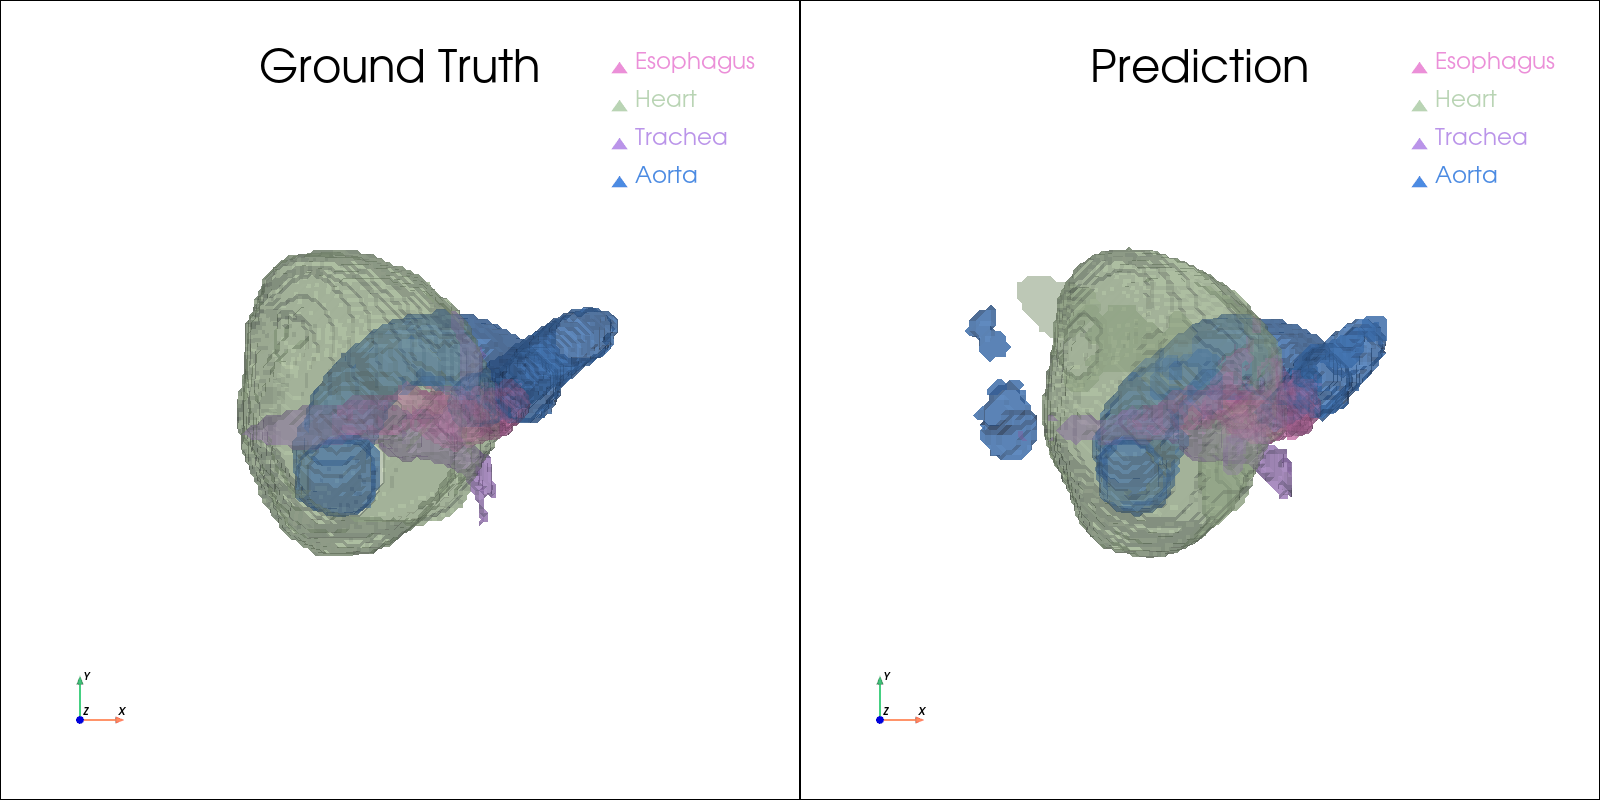 Ground Truth
Esophagus
Heart
Trachea
Aorta
Y
Z
X
Prediction
Esophagus
Heart
Trachea
Aorta
Y
Z
X